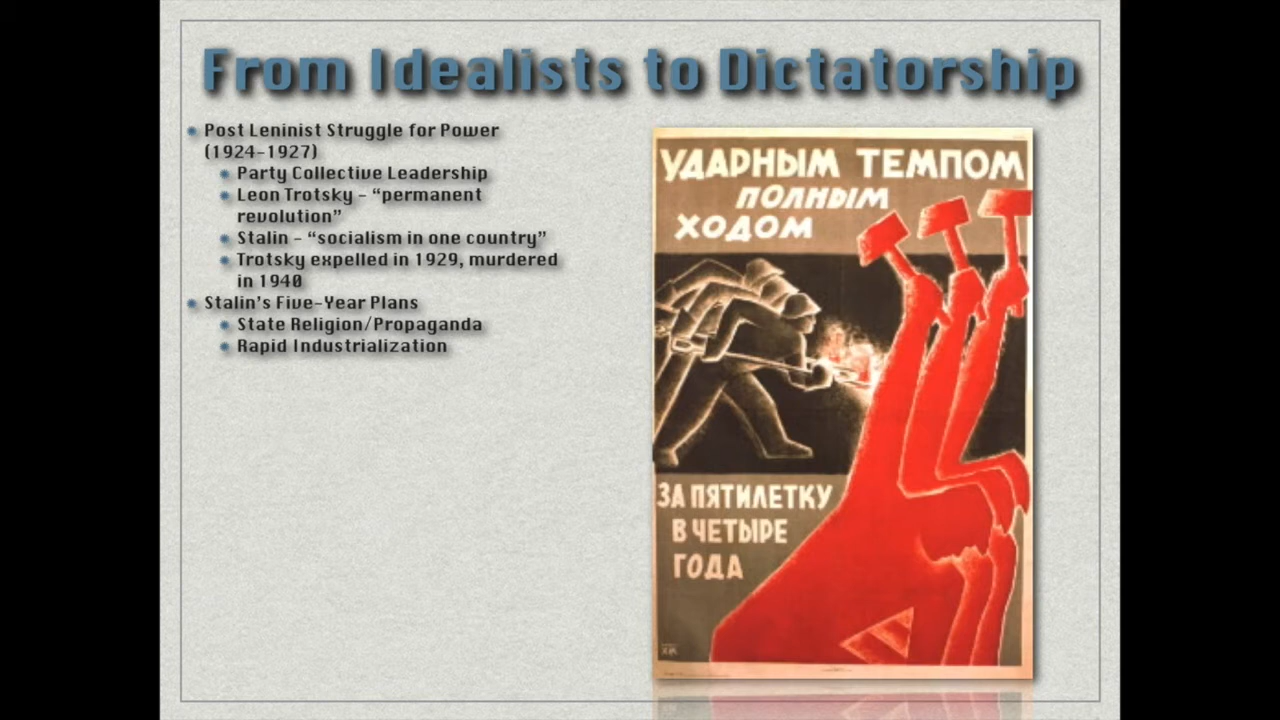 From Idealists to Dictatorship
Post Leninist Struggle for Power
(1924-1927)
Party Collective Leadership
Leon Trotsky - “permanent
revolution”
Stalin - “socialism in one country”
Trotsky expelled in 1929, murdered
in 1940
Stalin's Five-Year Plans
State Religion/Propaganda
Rapid Industrialization
УДАРНЫМ ТЕМПОМ
ПОЛНЫМ
ХОДОМ
ЗА ПЯТИЛЕТКУ
В ЧЕТЫРЕ
ГОДА